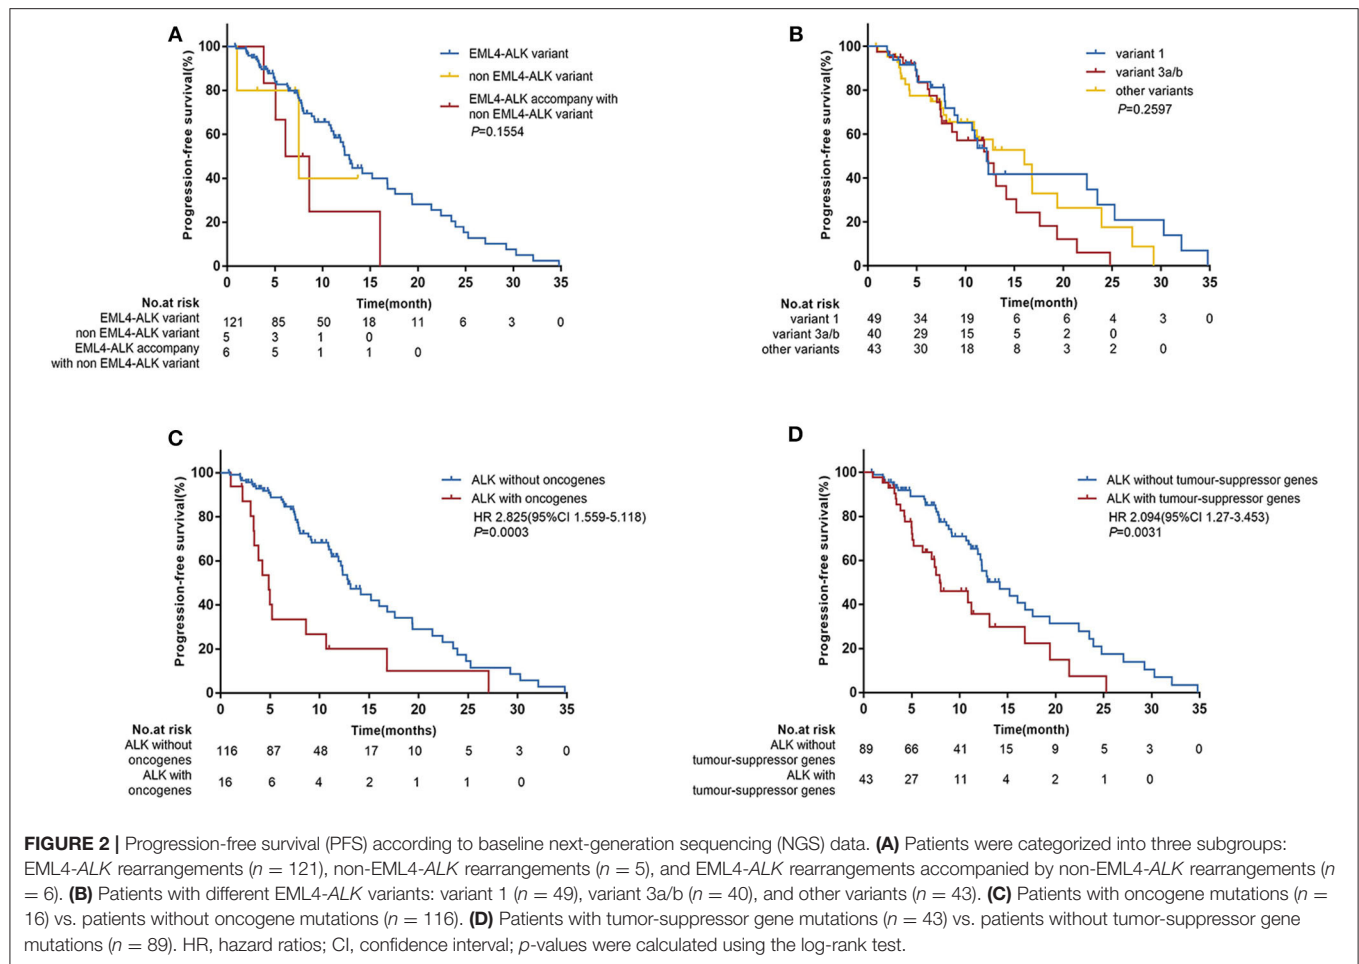 A
Progression-free survival(%)
100
80
60
40
20
0
EML4-ALK variant
non EML4-ALK variant
EML4-ALK accompany with
non EML4-ALK variant
P=0.1554
0 5 10 15 20 25 30 35
Time(month)
No.at risk
EML4-ALK variant 121 85 50 18 11 6 3 0
non EML4-ALK variant 5 3 1 0
EML4-ALK accompany 6 5 1 1 0
with non EML4-ALK variant
B
Progression-free survival(%)
100
80
60
40
20
0
variant 1
variant 3a/b
other variants
P=0.2597
0 5 10 15 20 25 30 35
Time(month)
No.at risk
variant 1 49 34 19 6 6 4 3 0
variant 3a/b 40 29 15 5 2 0
other variants 43 30 18 8 3 2 0
C
Progression-free survival(%)
100
80
60
40
20
0
ALK without oncogenes
ALK with oncogenes
HR 2.825(95%CI 1.559-5.118)
P=0.0003
0 5 10 15 20 25 30 35
Time(months)
No.at risk
ALK without
oncogenes 116 87 48 17 10 5 3 0
ALK with
oncogenes 16 6 4 2 1 1 0
D
Progression-free survival(%)
100
80
60
40
20
0
ALK without tumour-suppressor genes
ALK with tumour-suppressor genes
HR 2.094(95%CI 1.27-3.453)
P=0.0031
0 5 10 15 20 25 30 35
Time(months)
No.at risk
ALK without
tumour-suppressor genes 89 66 41 15 9 5 3 0
ALK with
tumour-suppressor genes 43 27 11 4 2 1 0
FIGURE 2 | Progression-free survival (PFS) according to baseline next-generation sequencing (NGS) data. (A) Patients were categorized into three subgroups:
EML4-ALK rearrangements (n = 121), non-EML4-ALK rearrangements (n = 5), and EML4-ALK rearrangements accompanied by non-EML4-ALK rearrangements (n
= 6). (B) Patients with different EML4-ALK variants: variant 1 (n = 49), variant 3a/b (n = 40), and other variants (n = 43). (C) Patients with oncogene mutations (n =
16) vs. patients without oncogene mutations (n = 116). (D) Patients with tumor-suppressor gene mutations (n = 43) vs. patients without tumor-suppressor gene
mutations (n = 89). HR, hazard ratios; CI, confidence interval; p-values were calculated using the log-rank test.